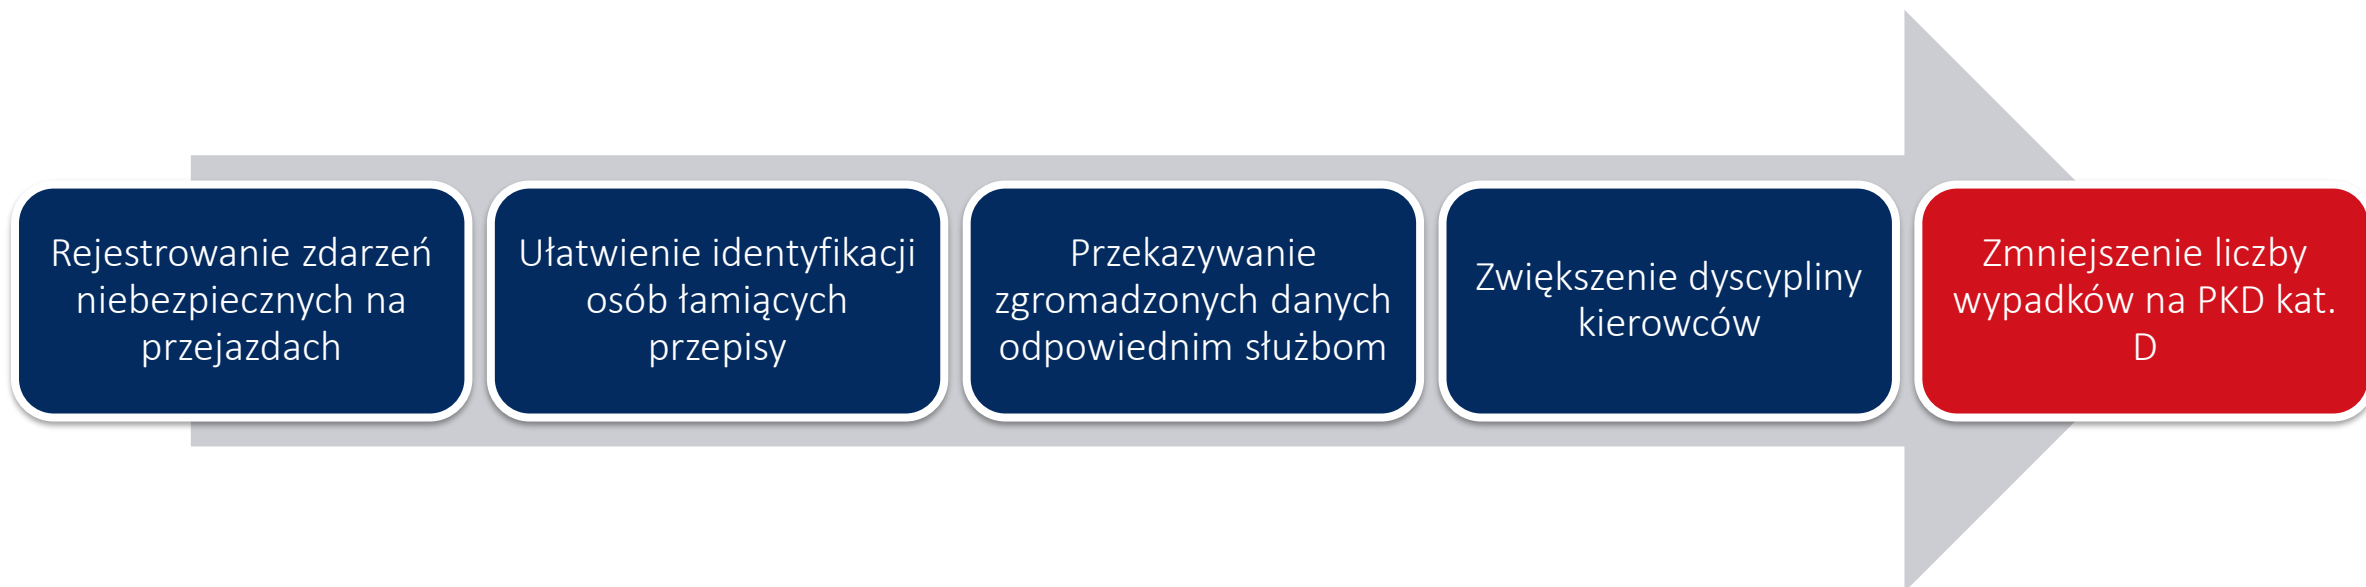 Rejestrowanie zdarzeń
niebezpiecznych na
przejazdach
Ułatwienie identyfikacji
osób łamiących
przepisy
Przekazywanie
zgromadzonych danych
odpowiednim służbom
Zwiększenie dyscypliny
kierowców
Zmniejszenie liczby
wypadków na PKD kat.
D